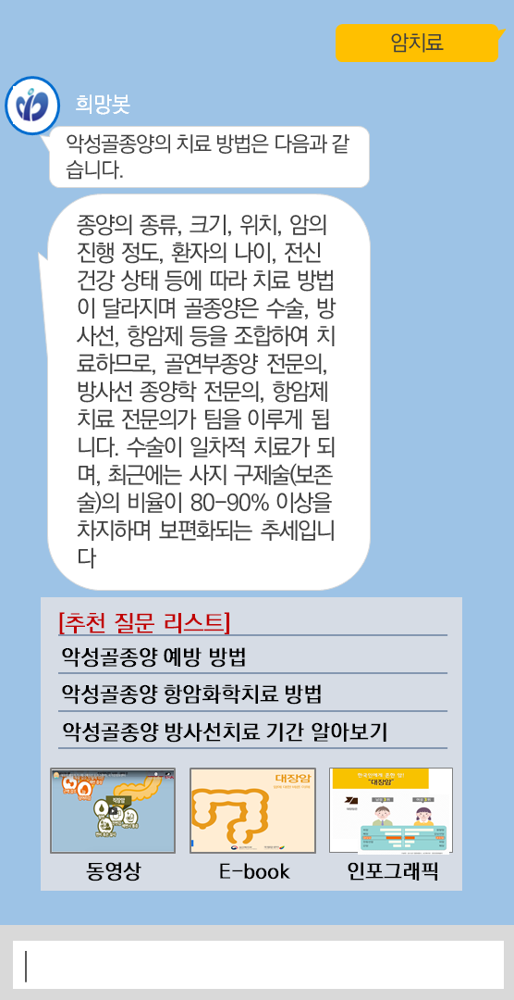 암치료
희망봇
악성골종양의 치료 방법은 다음과 같
습니다.
종양의 종류, 크기, 위치, 암의
진행 정도, 환자의 나이, 전신
건강 상태 등에 따라 치료 방법
이 달라지며 골종양은 수술, 방
사선, 항암제 등을 조합하여 치
료하므로, 골연부종양 전문의,
방사선 종양학 전문의, 항암제
치료 전문의가 팀을 이루게 됩
니다. 수술이 일차적 치료가 되
며, 최근에는 사지 구제술(보존
술)의 비율이 80-90% 이상을
차지하며 보편화되는 추세입니
다
[추천 질문 리스트]
악성골종양 예방 방법
악성골종양 항암화학치료 방법
악성골종양 방사선치료 기간 알아보기
직장암
대장암
"대장암"
동영상
E-book
인포그래픽